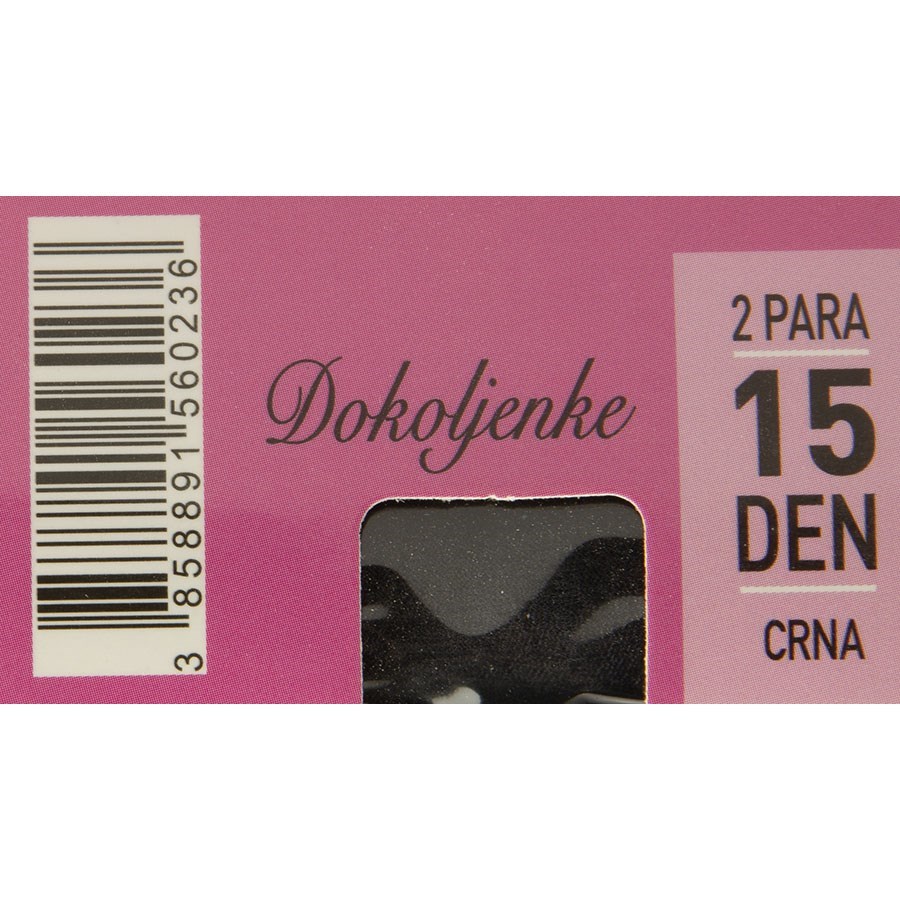 3 858891 560236
Dokoljenke
2 PARA
15
DEN
CRNA